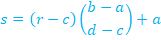 s = (r − c) (b − a / d − c) + a